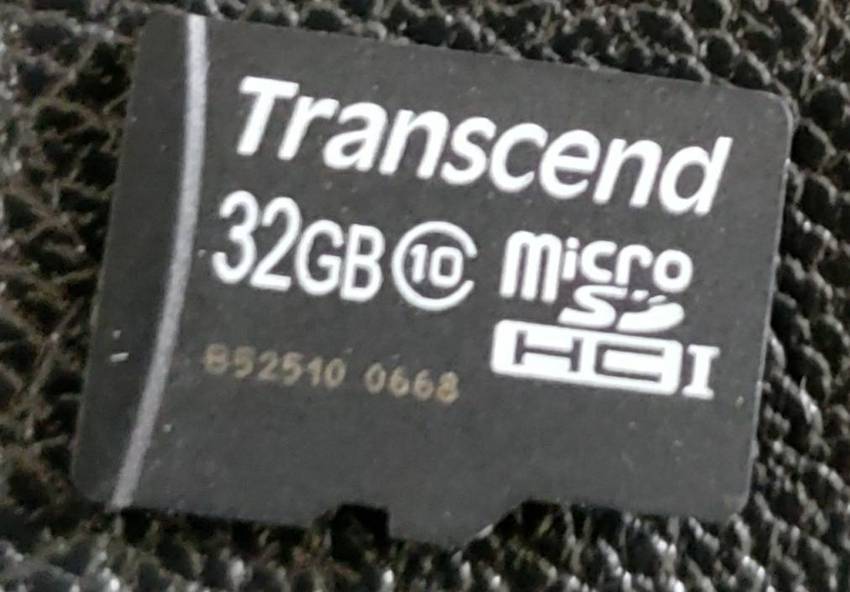 Transcend
32GB 10 micro
SD
HC I
B52510 0668